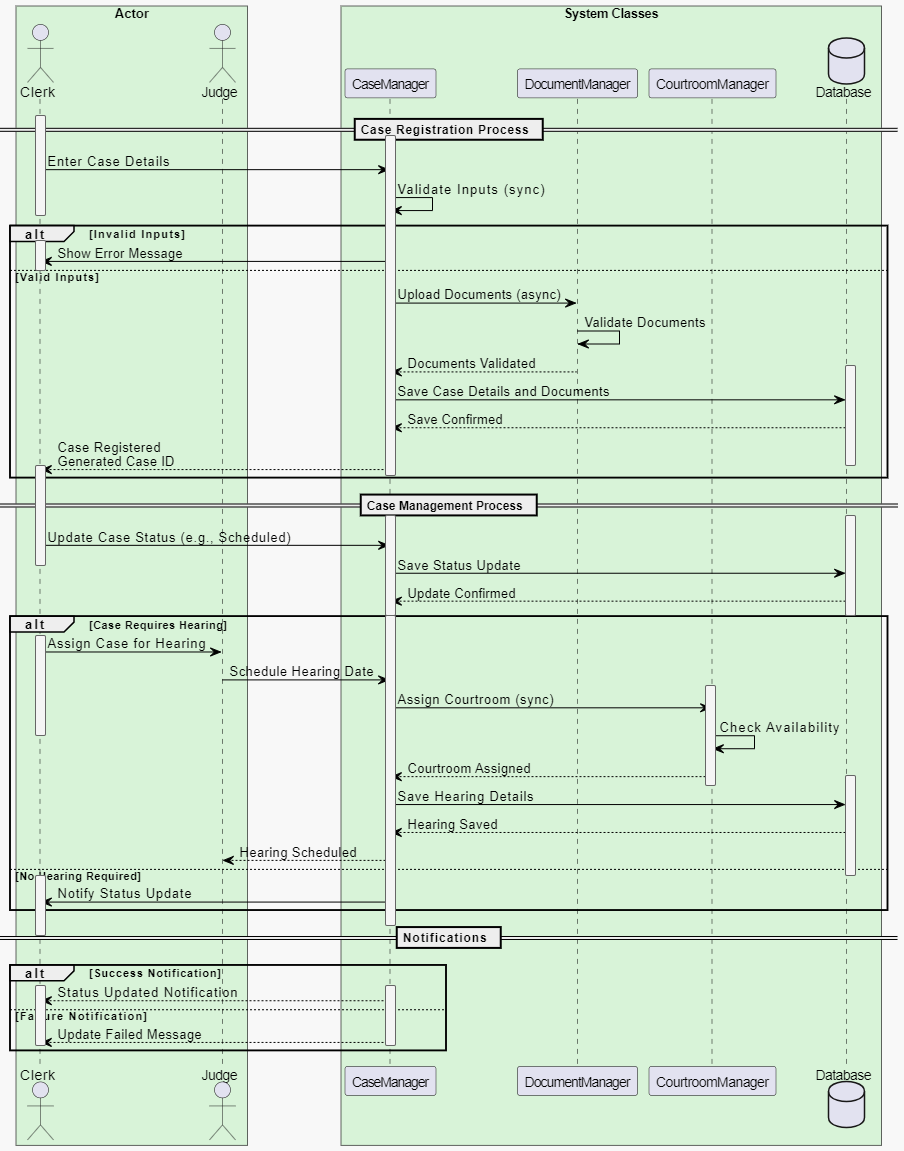 Actor
System Classes
Clerk
Judge
CaseManager
DocumentManager
CourtroomManager
Database
Case Registration Process
Enter Case Details
Validate Inputs (sync)
alt
[Invalid Inputs]
Show Error Message
[Valid Inputs]
Upload Documents (async)
Validate Documents
Documents Validated
Save Case Details and Documents
Save Confirmed
Case Registered
Generated Case ID
Case Management Process
Update Case Status (e.g., Scheduled)
Save Status Update
Update Confirmed
alt
[Case Requires Hearing]
Assign Case for Hearing
Schedule Hearing Date
Assign Courtroom (sync)
Check Availability
Courtroom Assigned
Save Hearing Details
Hearing Saved
Hearing Scheduled
[No Hearing Required]
Notify Status Update
Notifications
alt
[Success Notification]
Status Updated Notification
[Failure Notification]
Update Failed Message
Clerk
Judge
CaseManager
DocumentManager
CourtroomManager
Database